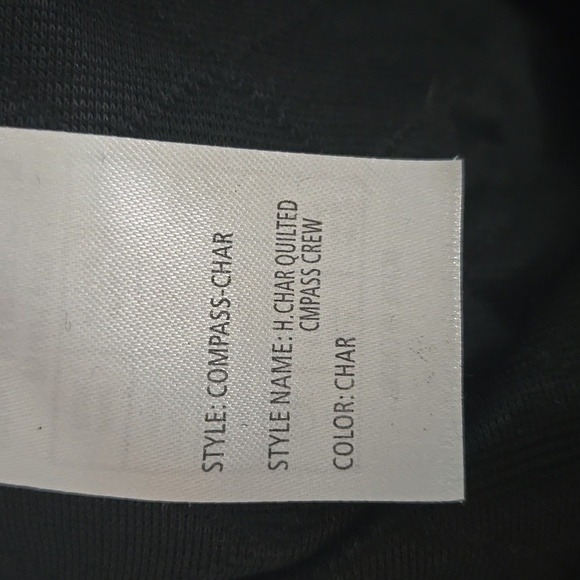 STYLE: COMPASS-CHAR
STYLE NAME: H.CHAR QUILTED
CMPASS CREW
COLOR: CHAR